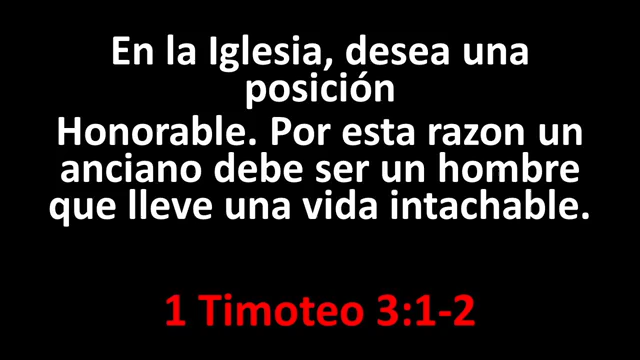 En la Iglesia, desea una
posición
Honorable. Por esta razon un
anciano debe ser un hombre
que lleve una vida intachable.
1 Timoteo 3:1-2